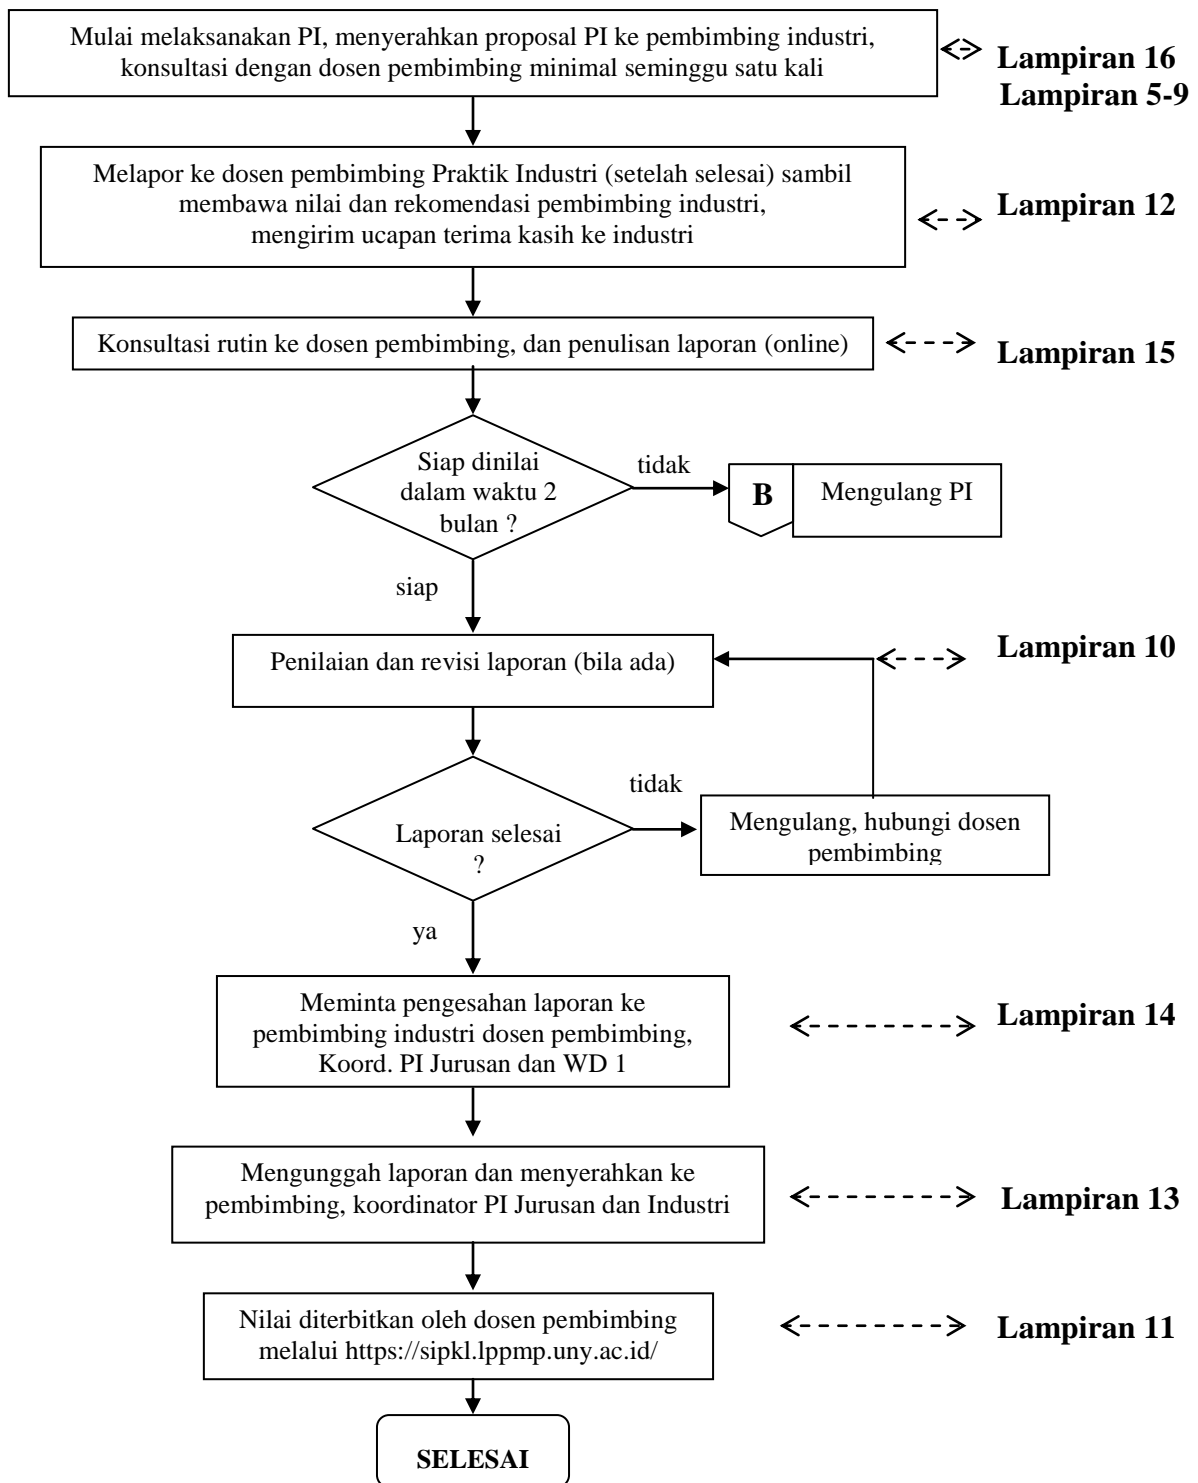 Mulai melaksanakan PI, menyerahkan proposal PI ke pembimbing industri,
konsultasi dengan dosen pembimbing minimal seminggu satu kali
Lampiran 16
Lampiran 5-9
Melapor ke dosen pembimbing Praktik Industri (setelah selesai) sambil
membawa nilai dan rekomendasi pembimbing industri,
mengirim ucapan terima kasih ke industri
Lampiran 12
Konsultasi rutin ke dosen pembimbing, dan penulisan laporan (online)
Lampiran 15
Siap dinilai
dalam waktu 2
bulan ?
tidak
B
Mengulang PI
siap
Penilaian dan revisi laporan (bila ada)
Lampiran 10
Laporan selesai
?
tidak
Mengulang, hubungi dosen
pembimbing
ya
Meminta pengesahan laporan ke
pembimbing industri dosen pembimbing,
Koord. PI Jurusan dan WD 1
Lampiran 14
Mengunggah laporan dan menyerahkan ke
pembimbing, koordinator PI Jurusan dan Industri
Lampiran 13
Nilai diterbitkan oleh dosen pembimbing
melalui https://sipkl.lppmp.uny.ac.id/
Lampiran 11
SELESAI